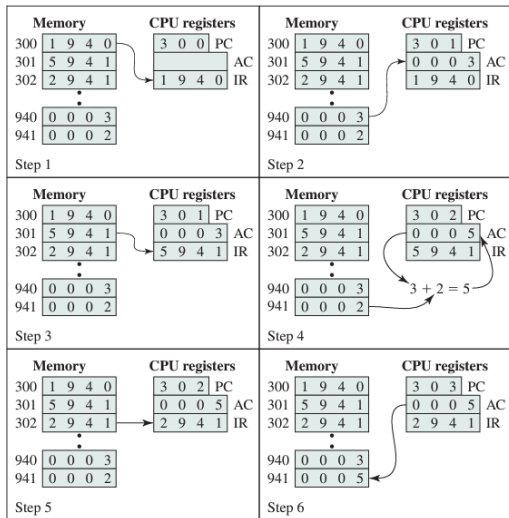 Memory CPU registers
300 1 9 4 0 3 0 0 PC
301 5 9 4 1 AC
302 2 9 4 1 1 9 4 0 IR
940 0 0 0 3
941 0 0 0 2
Step 1
Memory CPU registers
300 1 9 4 0 3 0 1 PC
301 5 9 4 1 0 0 0 3 AC
302 2 9 4 1 1 9 4 0 IR
940 0 0 0 3
941 0 0 0 2
Step 2
Memory CPU registers
300 1 9 4 0 3 0 1 PC
301 5 9 4 1 0 0 0 3 AC
302 2 9 4 1 5 9 4 1 IR
940 0 0 0 3
941 0 0 0 2
Step 3
Memory CPU registers
300 1 9 4 0 3 0 2 PC
301 5 9 4 1 0 0 0 5 AC
302 2 9 4 1 5 9 4 1 IR
940 0 0 0 3 3 + 2 = 5
941 0 0 0 2
Step 4
Memory CPU registers
300 1 9 4 0 3 0 2 PC
301 5 9 4 1 0 0 0 5 AC
302 2 9 4 1 2 9 4 1 IR
940 0 0 0 3
941 0 0 0 2
Step 5
Memory CPU registers
300 1 9 4 0 3 0 3 PC
301 5 9 4 1 0 0 0 5 AC
302 2 9 4 1 2 9 4 1 IR
940 0 0 0 3
941 0 0 0 5
Step 6